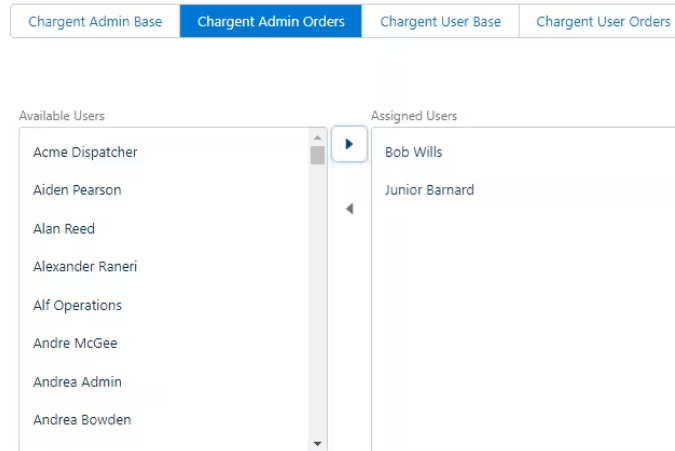 Chargent Admin Base Chargent Admin Orders Chargent User Base Chargent User Orders
Available Users Assigned Users
Acme Dispatcher Bob Wills
Aiden Pearson Junior Barnard
Alan Reed
Alexander Raneri
Alf Operations
Andre McGee
Andrea Admin
Andrea Bowden